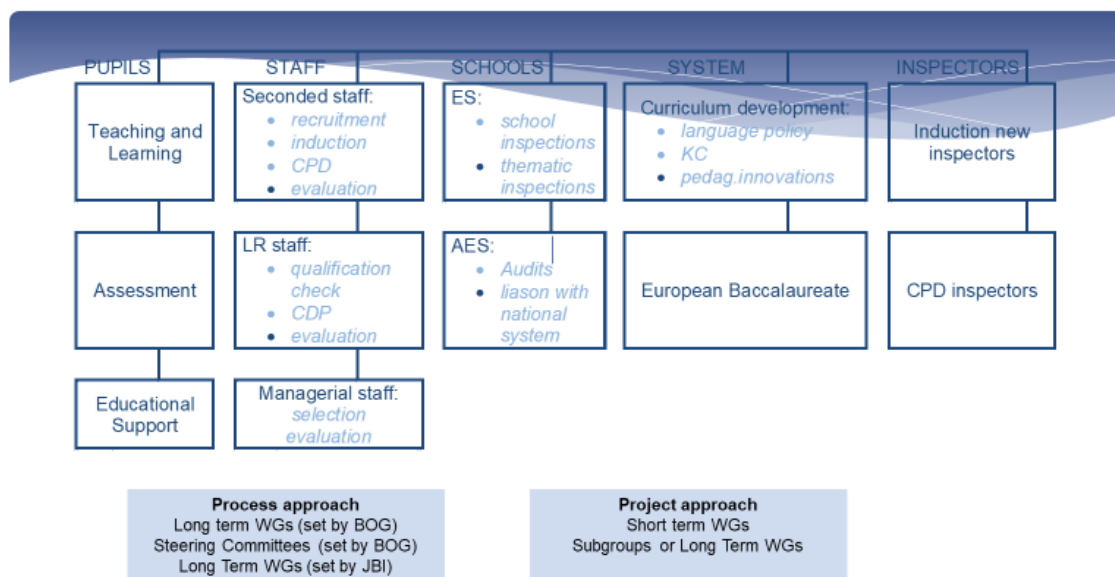 PUPILS
Teaching and
Learning
Assessment
Educational
Support
STAFF
Seconded staff:
• recruitment
• induction
• CPD
• evaluation
LR staff:
• qualification
check
• CDP
• evaluation
Managerial staff:
selection
evaluation
SCHOOLS
ES:
• school
inspections
• thematic
inspections
AES:
• Audits
• liason with
national
system
SYSTEM
Curriculum development:
• language policy
• KC
• pedag.innovations
European Baccalaureate
INSPECTORS
Induction new
inspectors
CPD inspectors
Process approach
Long term WGs (set by BOG)
Steering Committees (set by BOG)
Long Term WGs (set by JBI)
Project approach
Short term WGs
Subgroups or Long Term WGs